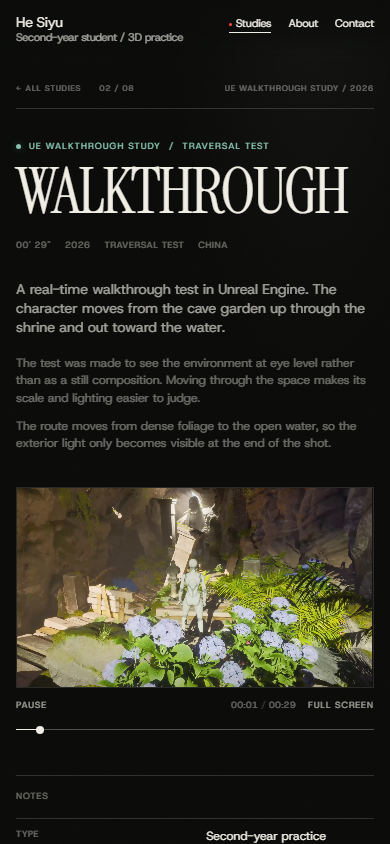 He Siyu
Second-year student / 3D practice
Studies
About
Contact
← ALL STUDIES
02 / 08
UE WALKTHROUGH STUDY / 2026
UE WALKTHROUGH STUDY / TRAVERSAL TEST
WALKTHROUGH
00′ 29″
2026
TRAVERSAL TEST
CHINA
A real-time walkthrough test in Unreal Engine. The
character moves from the cave garden up through the
shrine and out toward the water.
The test was made to see the environment at eye level rather
than as a still composition. Moving through the space makes its
scale and lighting easier to judge.
The route moves from dense foliage to the open water, so the
exterior light only becomes visible at the end of the shot.
PAUSE
00:01 / 00:29
FULL SCREEN
NOTES
TYPE
Second-year practice